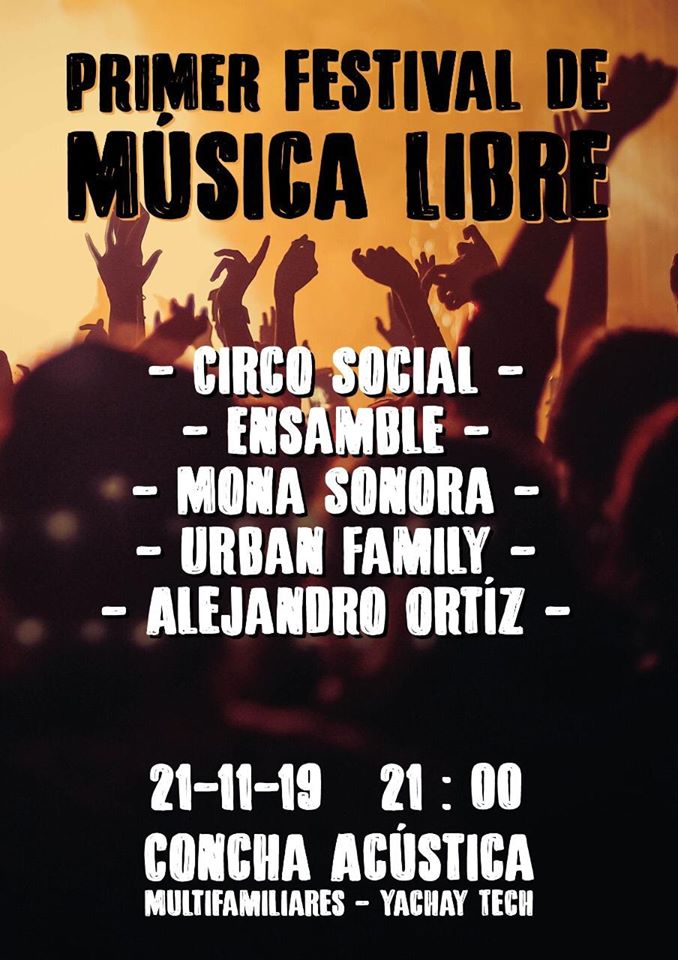 PRIMER FESTIVAL DE
MÚSICA LIBRE
- CIRCO SOCIAL -
- ENSAMBLE -
- MONA SONORA -
- URBAN FAMILY -
- ALEJANDRO ORTÍZ -
21-11-19 21 : 00
CONCHA ACÚSTICA
MULTIFAMILIARES - YACHAY TECH